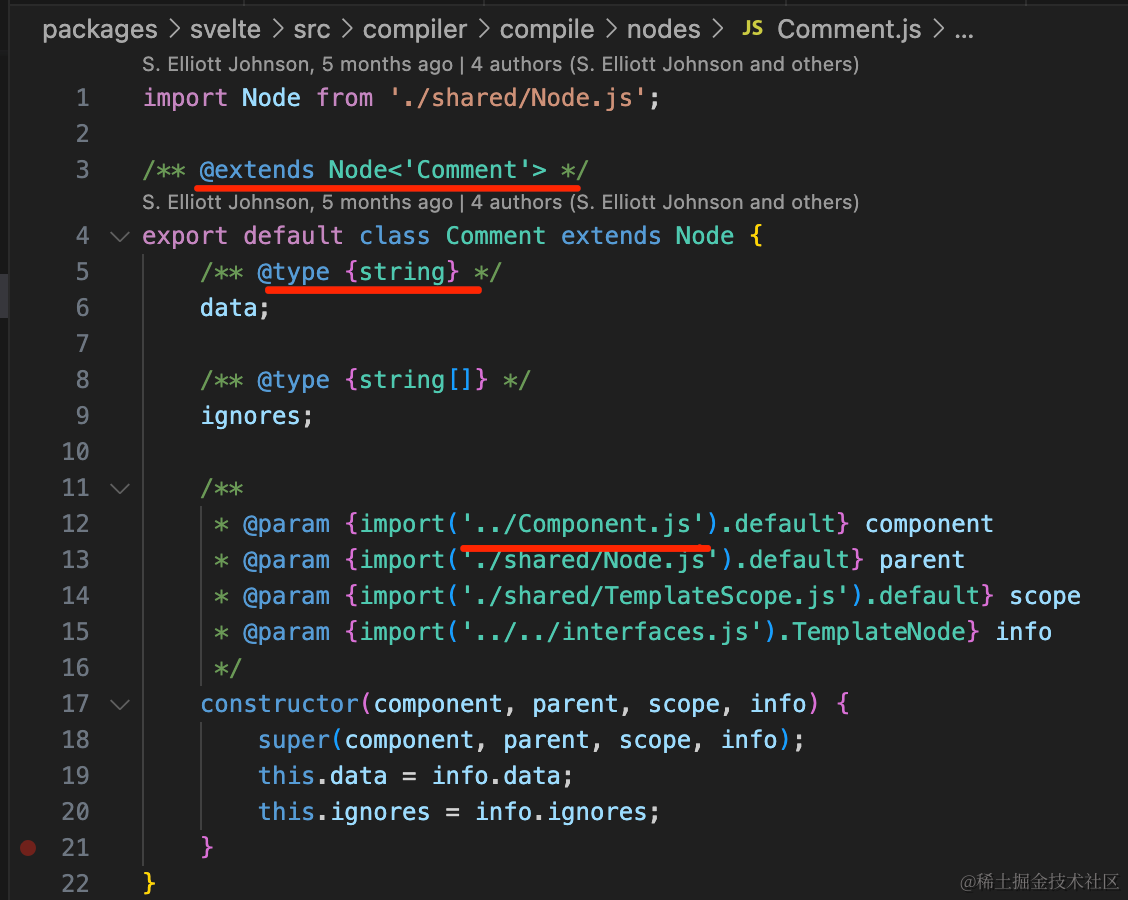 packages > svelte > src > compiler > compile > nodes > JS Comment.js > ...
S. Elliott Johnson, 5 months ago | 4 authors (S. Elliott Johnson and others)
1 import Node from './shared/Node.js';
2
3 /** @extends Node<'Comment'> */
S. Elliott Johnson, 5 months ago | 4 authors (S. Elliott Johnson and others)
4 export default class Comment extends Node {
5 /** @type {string} */
6 data;
7
8 /** @type {string[]} */
9 ignores;
10
11 /**
12 * @param {import('../Component.js').default} component
13 * @param {import('./shared/Node.js').default} parent
14 * @param {import('./shared/TemplateScope.js').default} scope
15 * @param {import('../../interfaces.js').TemplateNode} info
16 */
17 constructor(component, parent, scope, info) {
18 super(component, parent, scope, info);
19 this.data = info.data;
20 this.ignores = info.ignores;
21 }
22 }
@稀土掘金技术社区